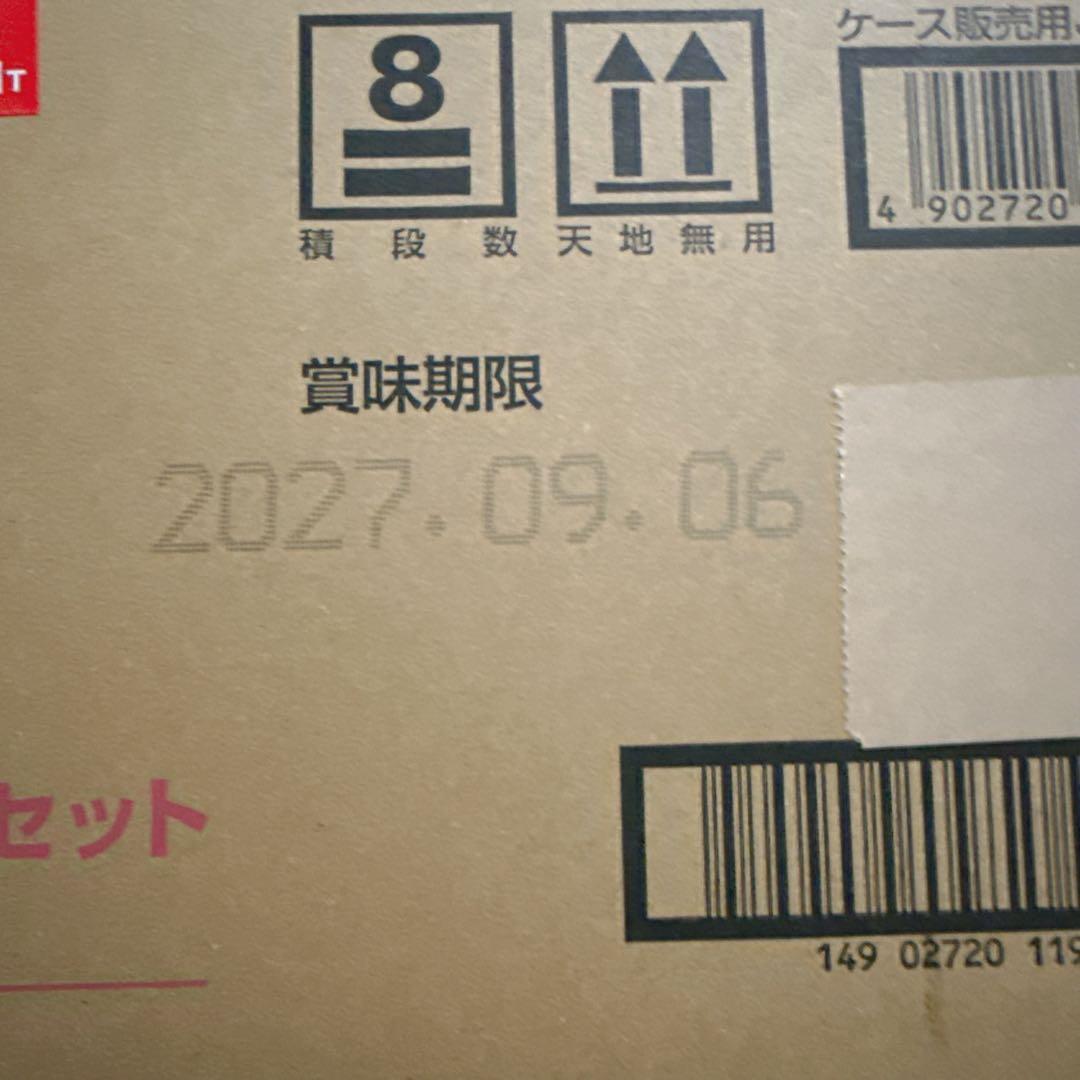 8
積段数
天地無用
ケース販売用
4 902720
賞味期限
2027.09.06
セット
149 02720 119